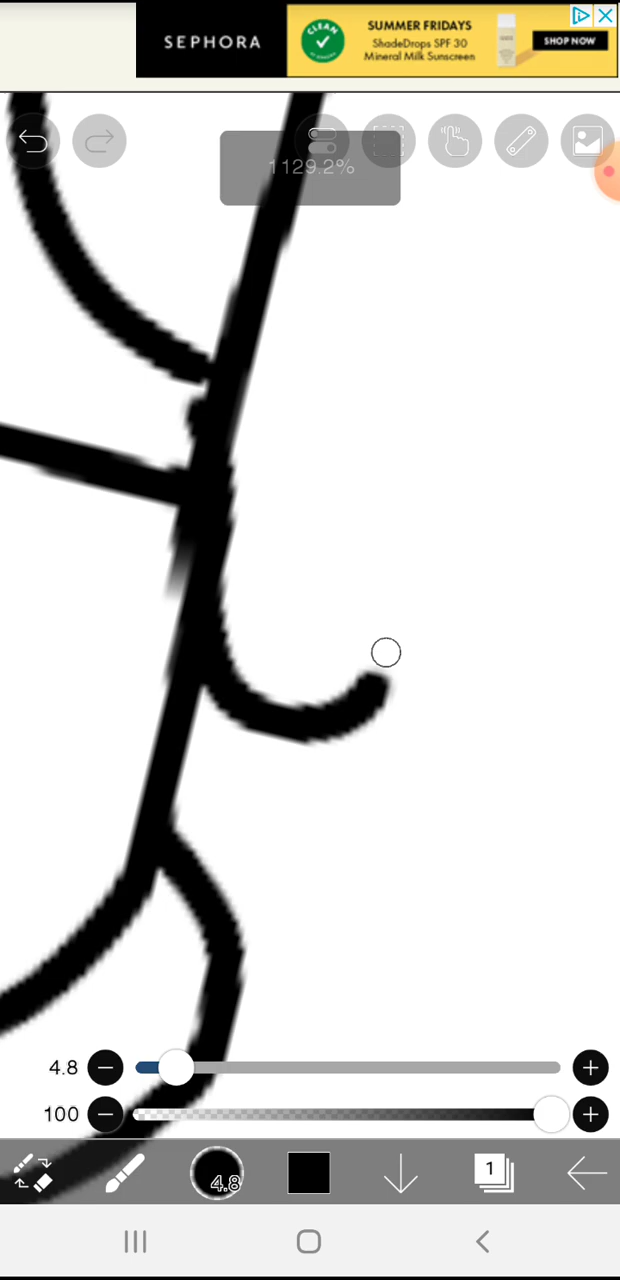 SEPHORA
CLEAN
SUMMER FRIDAYS
ShadeDrops SPF 30
Mineral Milk Sunscreen
SHOP NOW
1129.2%
4.8
100
4.8
1